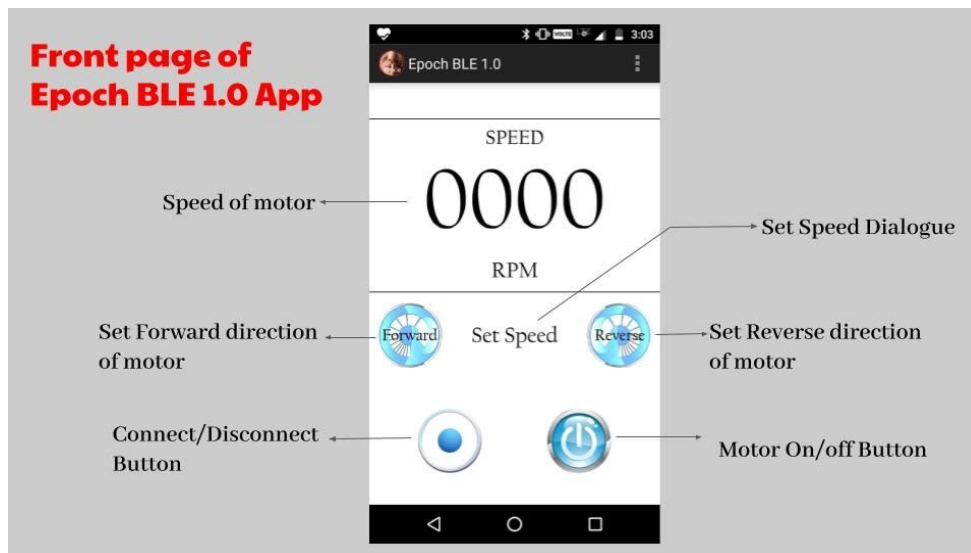 Front page of
Epoch BLE 1.0 App
3:03
Epoch BLE 1.0
SPEED
0000
RPM
Speed of motor
Set Speed Dialogue
Forward
Set Speed
Reverse
Set Forward direction
of motor
Set Reverse direction
of motor
Connect/Disconnect
Button
Motor On/off Button